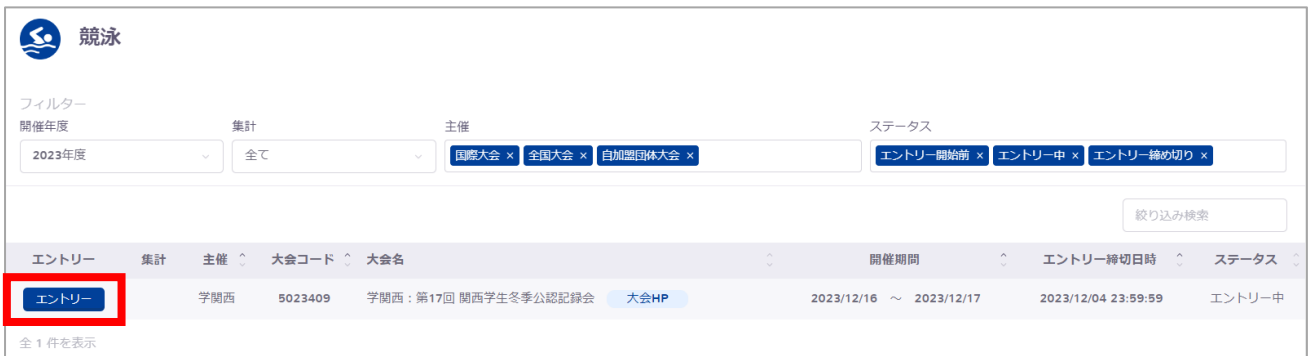 競泳
フィルター
開催年度 集計 主催 ステータス
2023年度 全て 国際大会 × 全国大会 × 自加盟団体大会 × エントリー開始前 × エントリー中 × エントリー締め切り ×
絞り込み検索
エントリー 集計 主催 大会コード 大会名 開催期間 エントリー締切日時 ステータス
エントリー 学関西 5023409 学関西：第17回 関西学生冬季公認記録会 大会HP 2023/12/16 ～ 2023/12/17 2023/12/04 23:59:59 エントリー中
全 1 件を表示